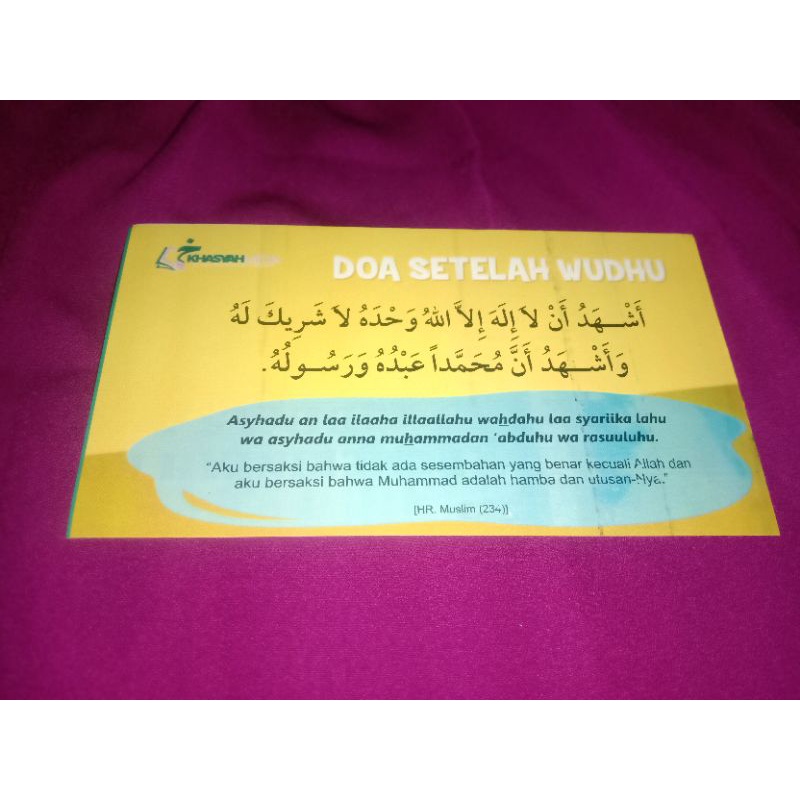 KHASYAH
DOA SETELAH WUDHU
أَشْـــهَدُ أَنْ لاَ إِلَهَ إِلاَّ اللهُ وَحْدَهُ لاَ شَرِيكَ لَهُ
وَأَشْـــهَدُ أَنَّ مُحَمَّداً عَبْدُهُ وَرَسُـــولُهُ.
Asyhadu an laa ilaaha illaallahu wahdahu laa syariika lahu
wa asyhadu anna muhammadan 'abduhu wa rasuuluhu.
"Aku bersaksi bahwa tidak ada sesembahan yang benar kecuali Allah dan
aku bersaksi bahwa Muhammad adalah hamba dan utusan-Nya."
[HR. Muslim (234)]